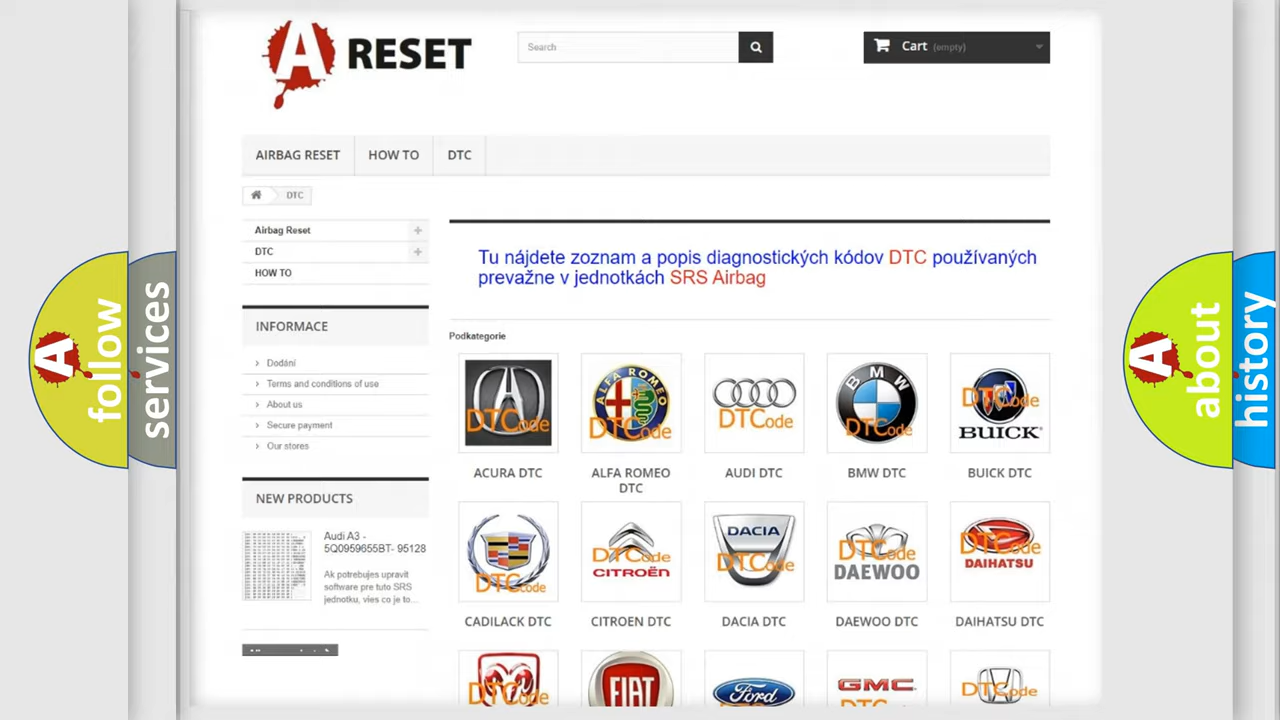 A RESET
Search
Cart (empty)
AIRBAG RESET
HOW TO
DTC
DTC
Airbag Reset
DTC
HOW TO
INFORMACE
Dodání
Terms and conditions of use
About us
Secure payment
Our stores
NEW PRODUCTS
Audi A3 -
5Q0959655BT- 95128
Ak potrebujes upravit
software pre tuto SRS
jednotku, vies co je to...
Tu nájdete zoznam a popis diagnostických kódov DTC používaných
prevažne v jednotkách SRS Airbag
Podkategorie
DTCode
ALFA ROMEO
DTCode
DTCode
BMW
DTCode
DTCode
BUICK
ACURA DTC
ALFA ROMEO
DTC
AUDI DTC
BMW DTC
BUICK DTC
DTCode
DTCode
CITROËN
DACIA
DTCode
DTCode
DAEWOO
DTCode
DAIHATSU
CADILACK DTC
CITROEN DTC
DACIA DTC
DAEWOO DTC
DAIHATSU DTC
DTCode
FIAT
Ford
GMC
DTCode
A follow
services
A about
history